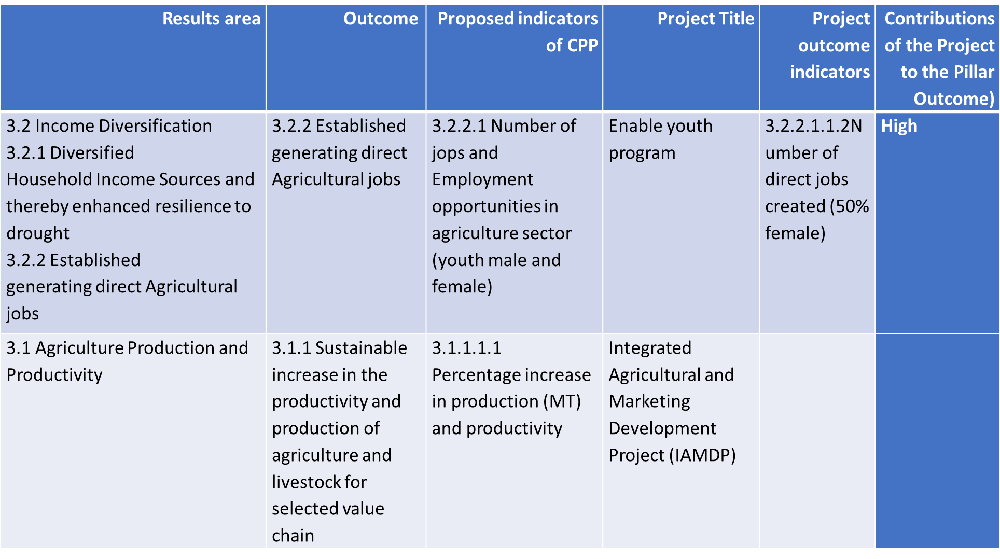 Results area
Outcome
Proposed indicators
of CPP
Project Title
Project
outcome
indicators
Contributions
of the Project
to the Pillar
Outcome)
3.2 Income Diversification
3.2.1 Diversified
Household Income Sources and
thereby enhanced resilience to
drought
3.2.2 Established
generating direct Agricultural
jobs
3.2.2 Established
generating direct
Agricultural jobs
3.2.2.1 Number of
jops and
Employment
opportunities in
agriculture sector
(youth male and
female)
Enable youth
program
3.2.2.1.1.2N
umber of
direct jobs
created (50%
female)
High
3.1 Agriculture Production and
Productivity
3.1.1 Sustainable
increase in the
productivity and
production of
agriculture and
livestock for
selected value
chain
3.1.1.1.1
Percentage increase
in production (MT)
and productivity
Integrated
Agricultural and
Marketing
Development
Project (IAMDP)